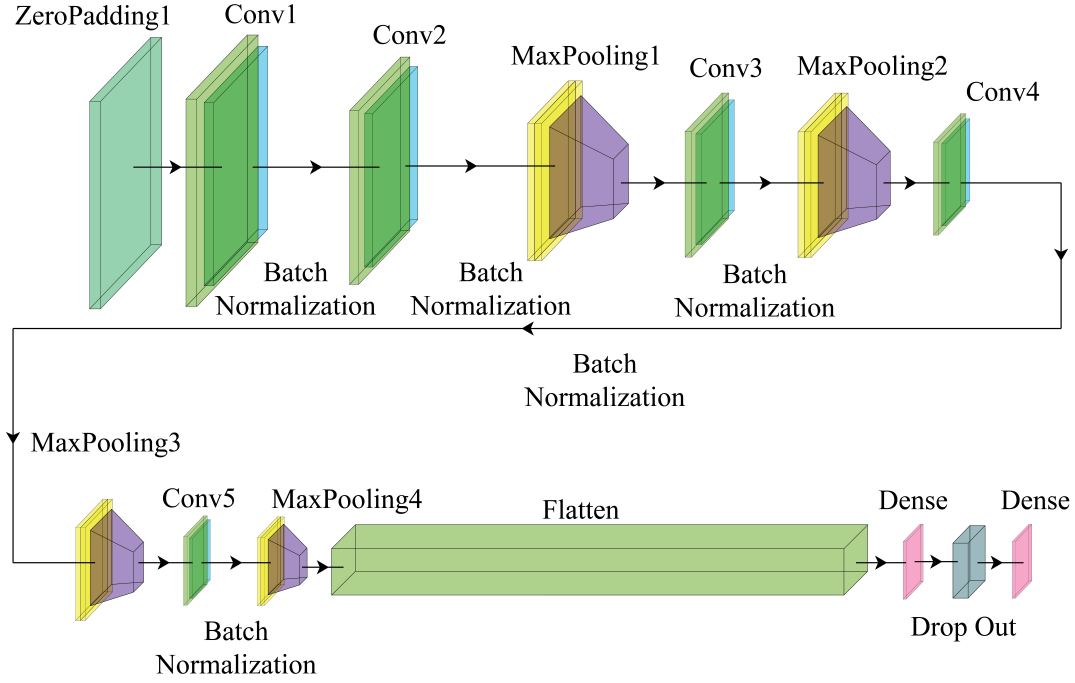 ZeroPadding1
Conv1
Conv2
MaxPooling1
Conv3
MaxPooling2
Conv4
Batch
Normalization
Batch
Normalization
Batch
Normalization
Batch
Normalization
MaxPooling3
Conv5
MaxPooling4
Flatten
Dense
Dense
Batch
Normalization
Drop Out